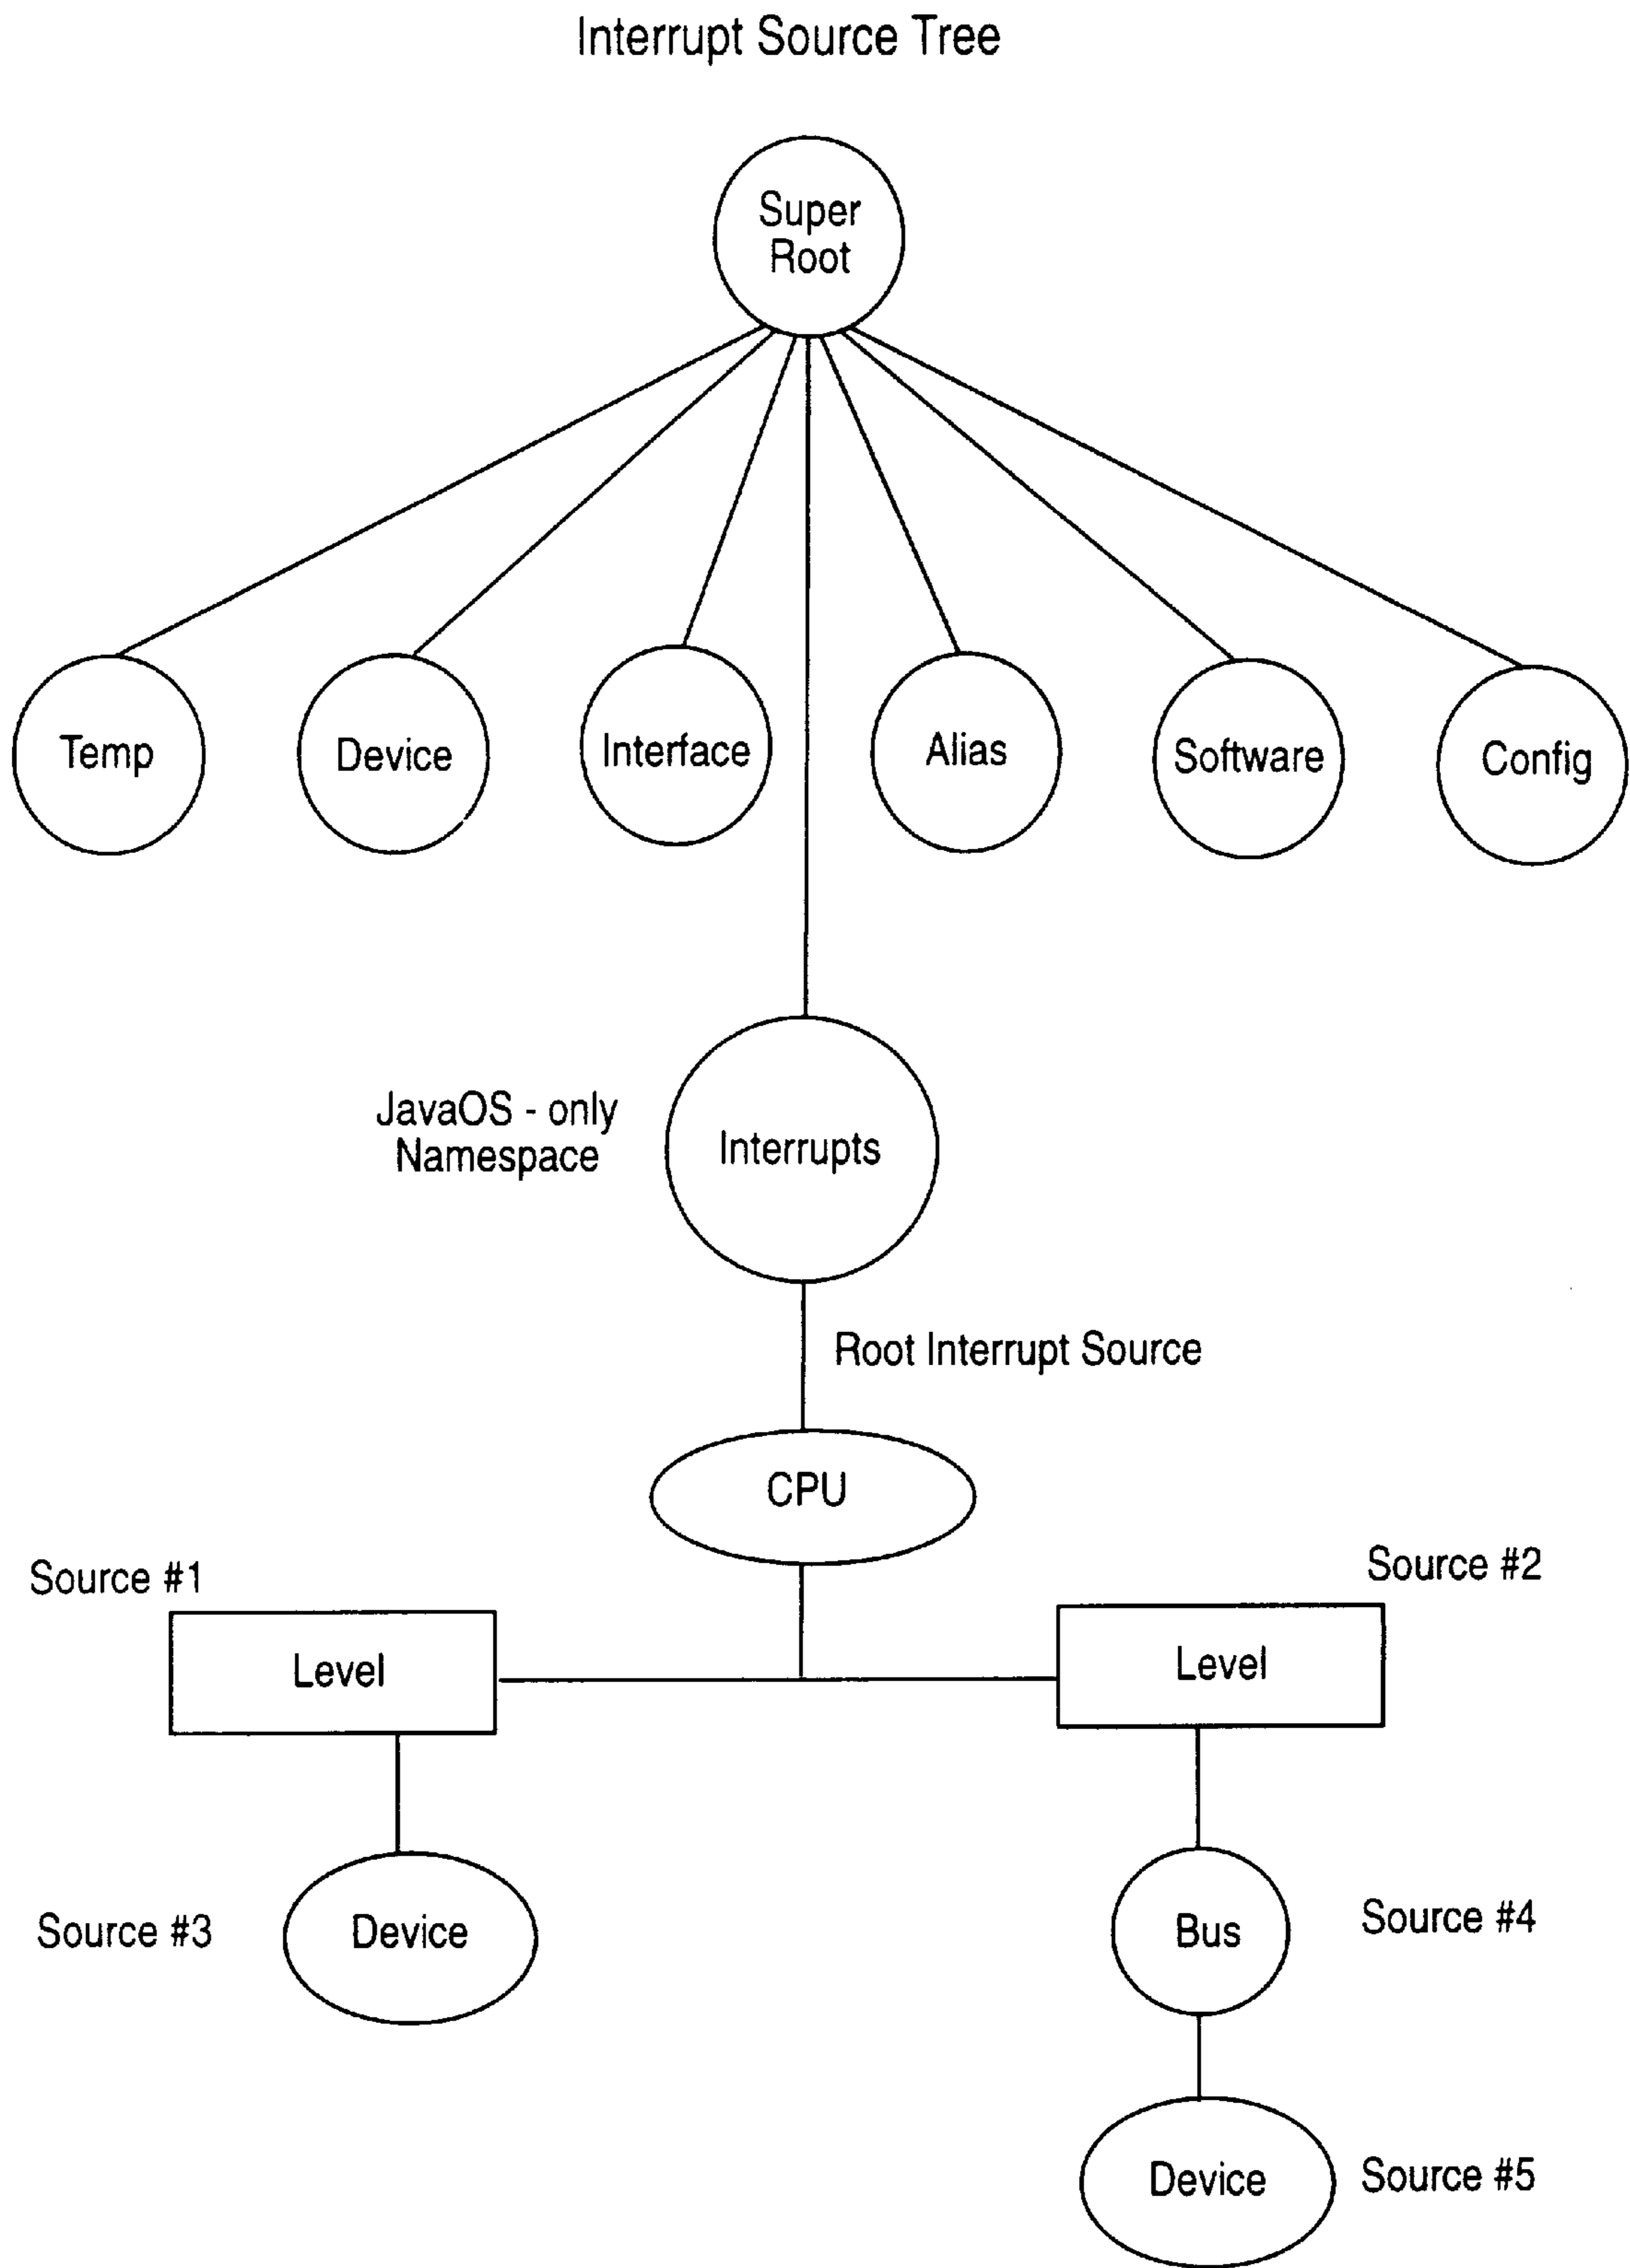 Interrupt Source Tree
Super
Root
Temp
Device
Interface
Alias
Software
Config
JavaOS - only
Namespace
Interrupts
Root Interrupt Source
CPU
Source #1
Source #2
Level
Level
Source #3
Device
Bus
Source #4
Device
Source #5